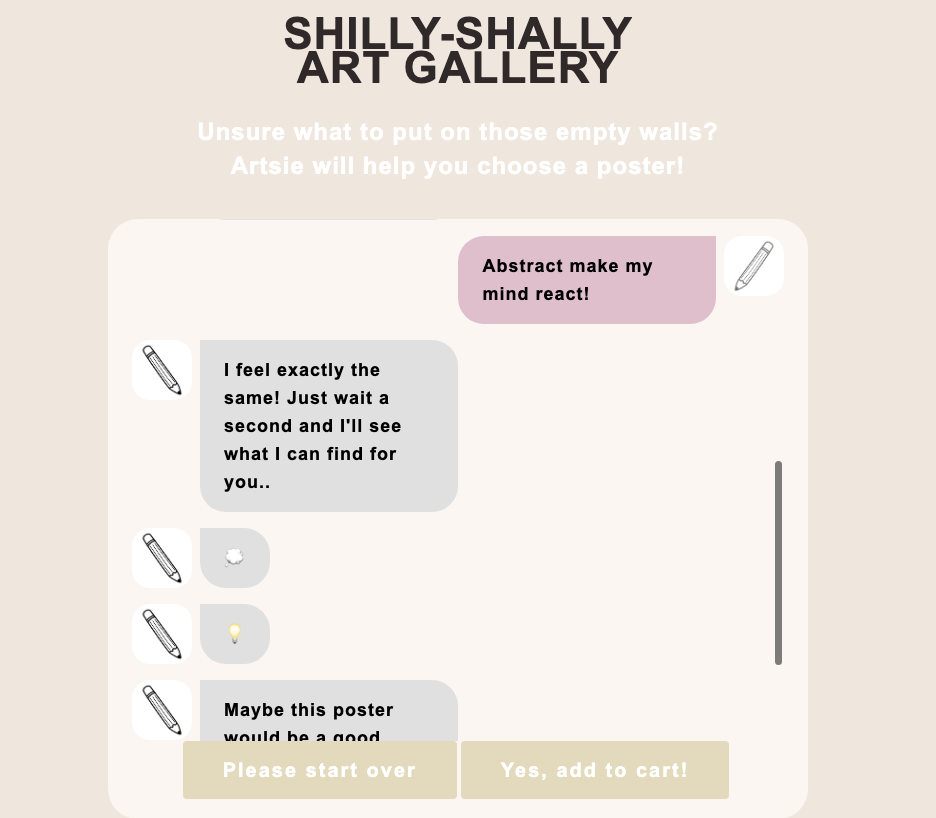 SHILLY-SHALLY
ART GALLERY
Unsure what to put on those empty walls?
Artsie will help you choose a poster!
Abstract make my
mind react!
I feel exactly the
same! Just wait a
second and I'll see
what I can find for
you..
Maybe this poster
would be a good
Please start over
Yes, add to cart!